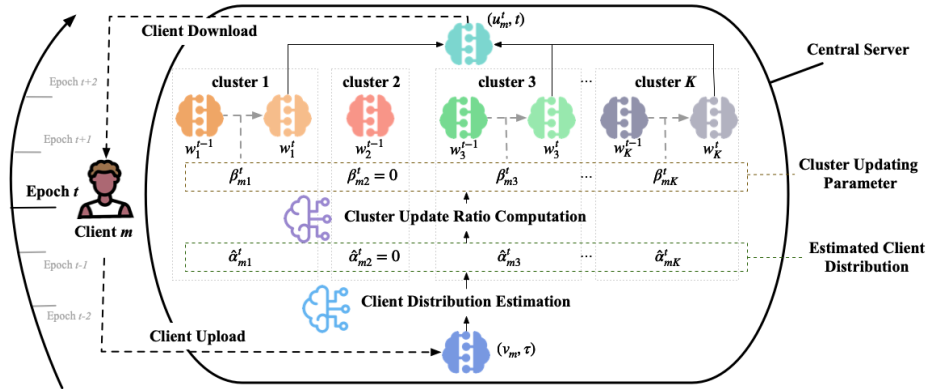 (u_m^t, t)
Client Download
Central Server
Epoch t+2
cluster 1
cluster 2
cluster 3
...
cluster K
Epoch t+1
w_1^{t-1}
w_1^t
w_2^{t-1}
w_3^{t-1}
w_3^t
w_K^{t-1}
w_K^t
Epoch t
β_{m1}^t
β_{m2}^t = 0
β_{m3}^t
...
β_{mK}^t
Cluster Updating
Parameter
Client m
Cluster Update Ratio Computation
Epoch t-1
α̂_{m1}^t
α̂_{m2}^t = 0
α̂_{m3}^t
...
α̂_{mK}^t
Estimated Client
Distribution
Epoch t-2
Client Distribution Estimation
Client Upload
(v_m, τ)